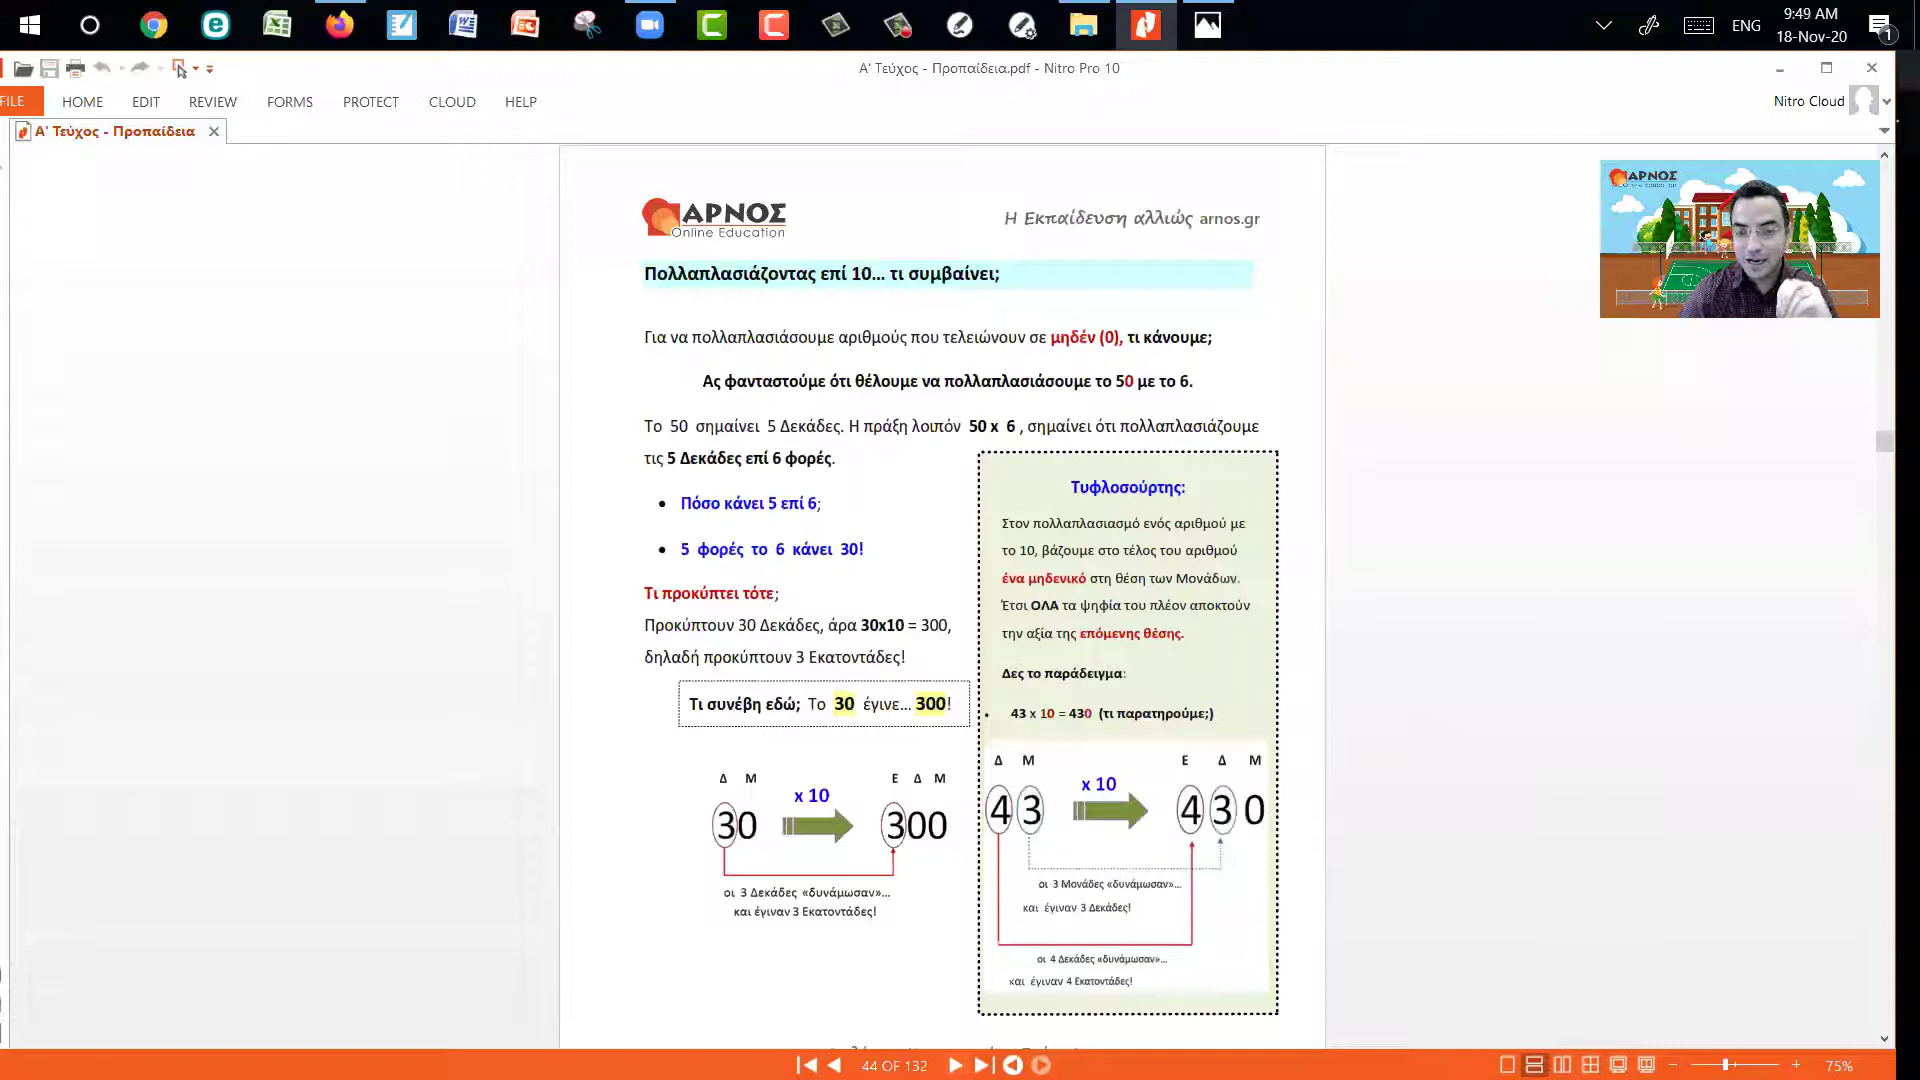 ENG
9:49 AM
18-Nov-20
1
Α' Τεύχος - Προπαίδεια.pdf - Nitro Pro 10
FILE HOME EDIT REVIEW FORMS PROTECT CLOUD HELP
Nitro Cloud
Α' Τεύχος - Προπαίδεια
ΑΡΝΟΣ
Online Education
Η Εκπαίδευση αλλιώς arnos.gr
ΑΡΝΟΣ
Πολλαπλασιάζοντας επί 10... τι συμβαίνει;
Για να πολλαπλασιάσουμε αριθμούς που τελειώνουν σε μηδέν (0), τι κάνουμε;
Ας φανταστούμε ότι θέλουμε να πολλαπλασιάσουμε το 50 με το 6.
Το 50 σημαίνει 5 Δεκάδες. Η πράξη λοιπόν 50 x 6 , σημαίνει ότι πολλαπλασιάζουμε
τις 5 Δεκάδες επί 6 φορές.
• Πόσο κάνει 5 επί 6;
• 5 φορές το 6 κάνει 30!
Τι προκύπτει τότε;
Προκύπτουν 30 Δεκάδες, άρα 30x10 = 300,
δηλαδή προκύπτουν 3 Εκατοντάδες!
Τι συνέβη εδώ; Το 30 έγινε... 300!
Δ Μ
x 10
Ε Δ Μ
30
300
οι 3 Δεκάδες «δυνάμωσαν»...
και έγιναν 3 Εκατοντάδες!
Τυφλοσούρτης:
Στον πολλαπλασιασμό ενός αριθμού με
το 10, βάζουμε στο τέλος του αριθμού
ένα μηδενικό στη θέση των Μονάδων.
Έτσι ΟΛΑ τα ψηφία του πλέον αποκτούν
την αξία της επόμενης θέσης.
Δες το παράδειγμα:
• 43 x 10 = 430 (τι παρατηρούμε;)
Δ Μ
x 10
Ε Δ Μ
43
430
οι 3 Μονάδες «δυνάμωσαν»...
και έγιναν 3 Δεκάδες!
οι 4 Δεκάδες «δυνάμωσαν»...
και έγιναν 4 Εκατοντάδες!
44 OF 132
75%